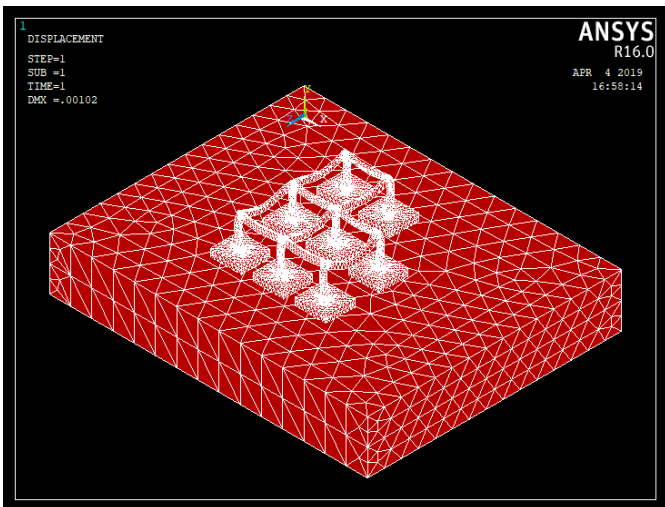 1
DISPLACEMENT
STEP=1
SUB =1
TIME=1
DMX =.00102
ANSYS
R16.0
APR 4 2019
16:58:14
Y
Z X